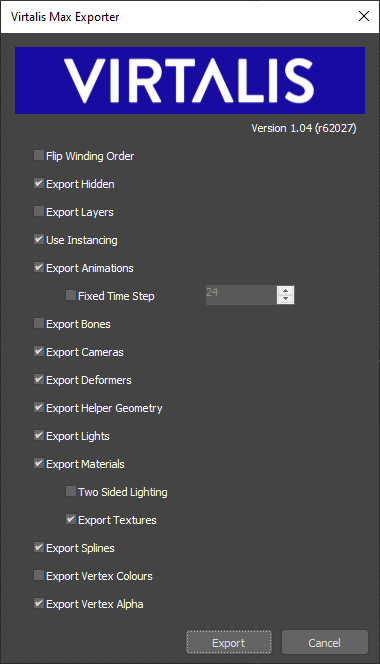 Virtalis Max Exporter
VIRTALIS
Version 1.04 (r62027)
Flip Winding Order
Export Hidden
Export Layers
Use Instancing
Export Animations
Fixed Time Step 24
Export Bones
Export Cameras
Export Deformers
Export Helper Geometry
Export Lights
Export Materials
Two Sided Lighting
Export Textures
Export Splines
Export Vertex Colours
Export Vertex Alpha
Export Cancel